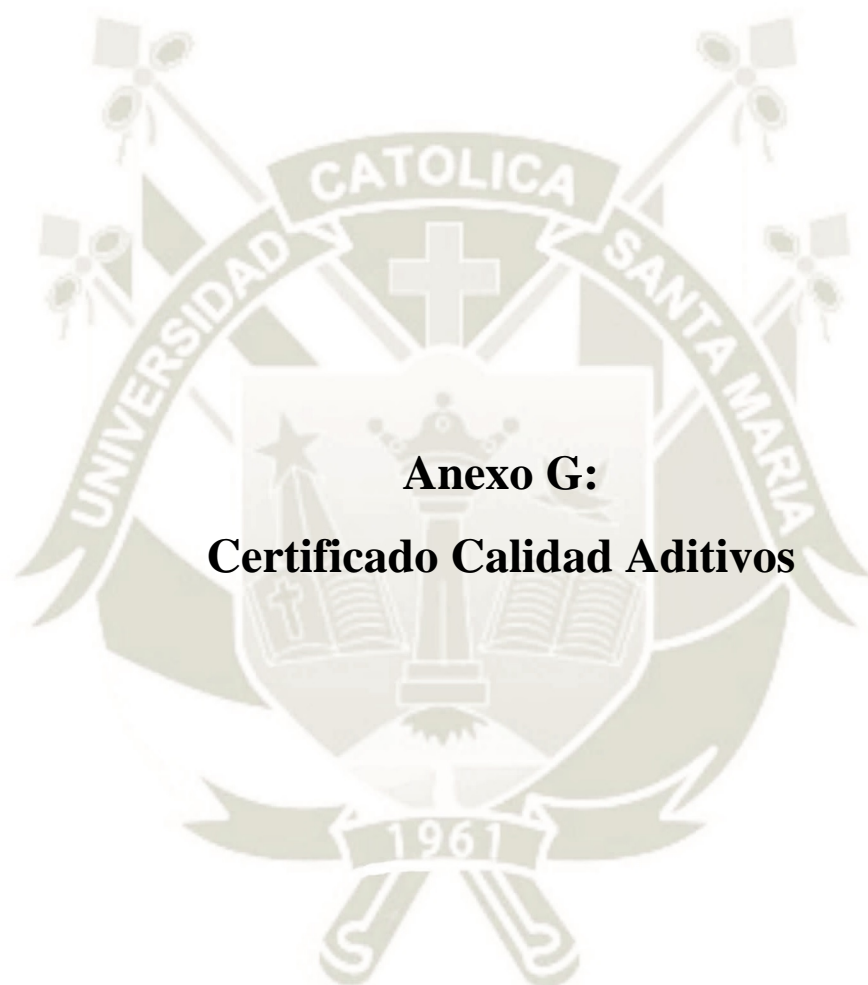 CATOLICA
UNIVERSIDAD
SANTA MARIA
Anexo G:
Certificado Calidad Aditivos
1961